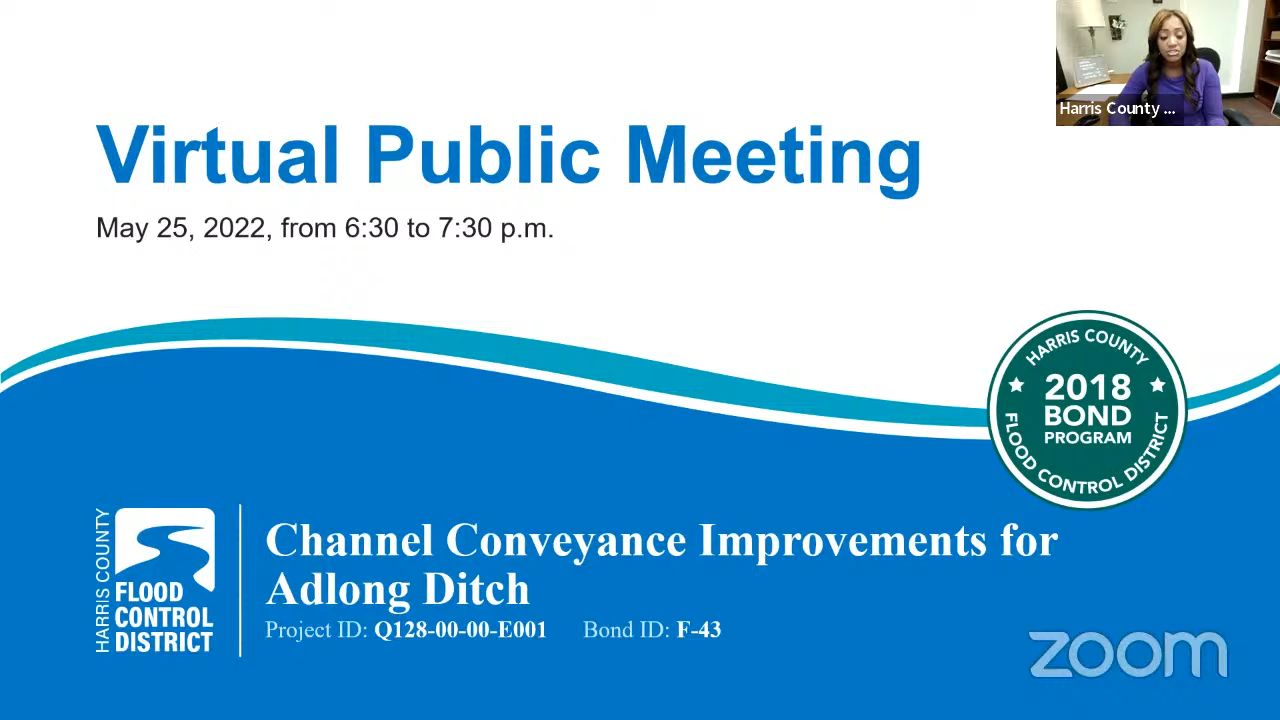 Harris County ...
Virtual Public Meeting
May 25, 2022, from 6:30 to 7:30 p.m.
HARRIS COUNTY
2018
BOND
PROGRAM
FLOOD CONTROL DISTRICT
HARRIS COUNTY
FLOOD
CONTROL
DISTRICT
Channel Conveyance Improvements for
Adlong Ditch
Project ID: Q128-00-00-E001 Bond ID: F-43
zoom